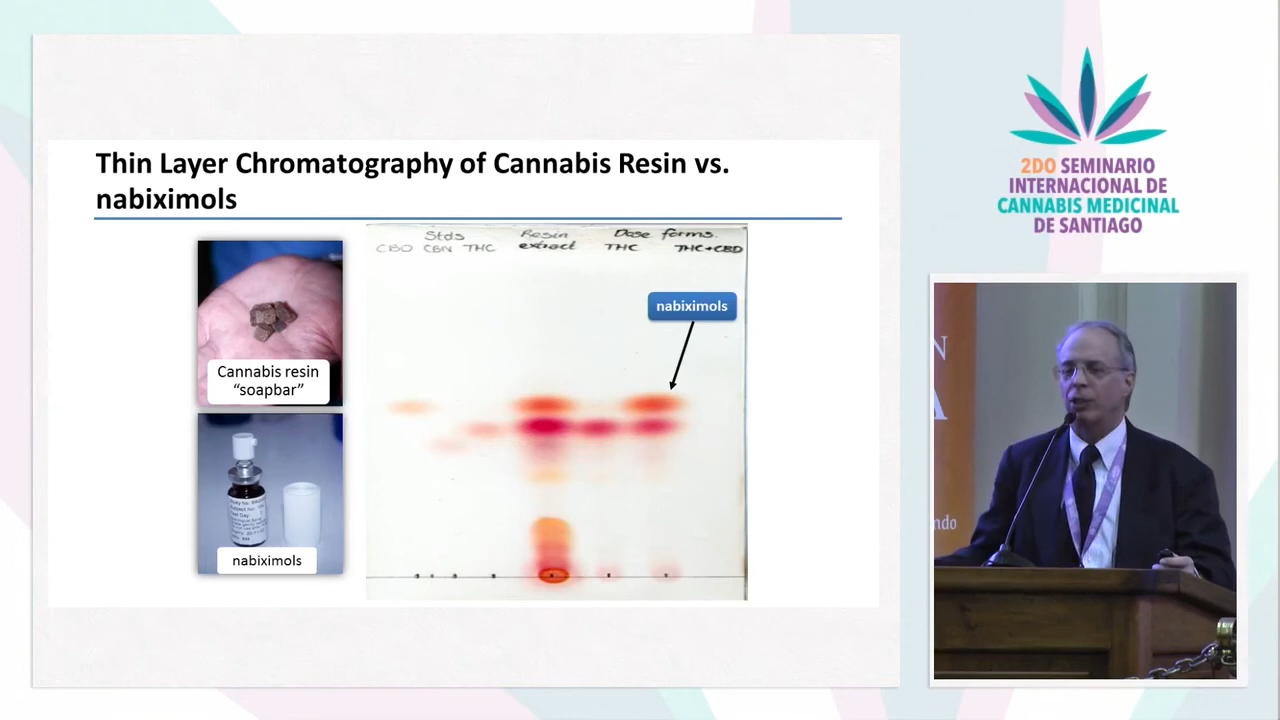 Thin Layer Chromatography of Cannabis Resin vs.
nabiximols
Stds
CBD CBN THC
Resin
extract
Dose forms.
THC THC+CBD
nabiximols
Cannabis resin
“soapbar”
nabiximols
2DO SEMINARIO
INTERNACIONAL DE
CANNABIS MEDICINAL
DE SANTIAGO
N
A
ndo